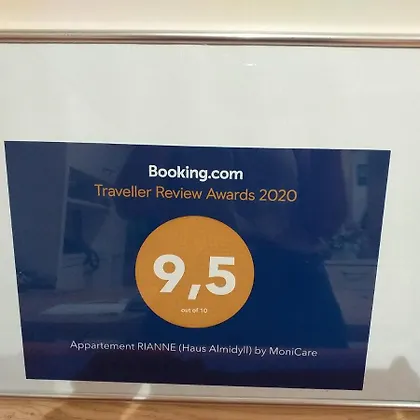 Booking.com
Traveller Review Awards 2020
9,5
out of 10
Appartement RIANNE (Haus Almidyll) by MoniCare